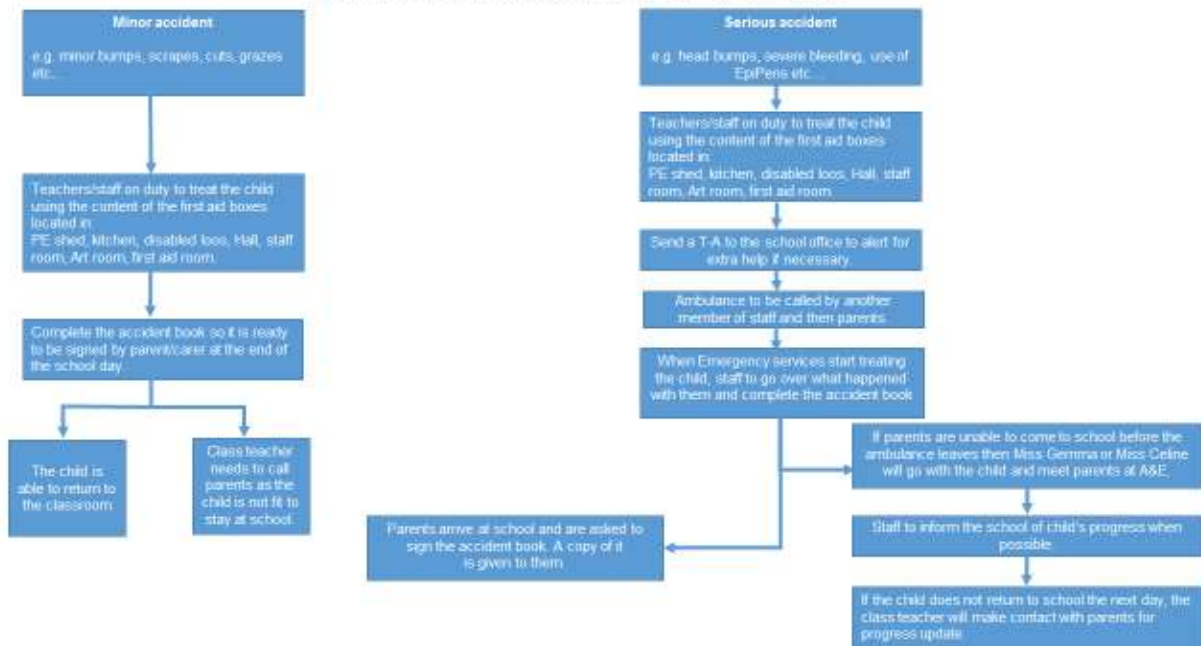 Minor accident
e.g. minor bumps, scrapes, cuts, grazes
etc...
Teachers/staff on duty to treat the child
using the content of the first aid boxes
located in:
PE shed, kitchen, disabled loos, Hall, staff
room, Art room, first aid room.
Complete the accident book so it is ready
to be signed by parent/carer at the end of
the school day.
The child is
able to return to
the classroom
Class teacher
needs to call
parents as the
child is not fit to
stay at school.
Serious accident
e.g. head bumps, severe bleeding, use of
EpiPens etc...
Teachers/staff on duty to treat the child
using the content of the first aid boxes
located in:
PE shed, kitchen, disabled loos, Hall, staff
room, Art room, first aid room.
Send a T-A to the school office to alert for
extra help if necessary.
Ambulance to be called by another
member of staff and then parents
When Emergency services start treating
the child, staff to go over what happened
with them and complete the accident book
If parents are unable to come to school before the
ambulance leaves then Miss Gemma or Miss Celine
will go with the child and meet parents at A&E.
Staff to inform the school of child's progress when
possible.
If the child does not return to school the next day, the
class teacher will make contact with parents for
progress update
Parents arrive at school and are asked to
sign the accident book. A copy of it
is given to them.